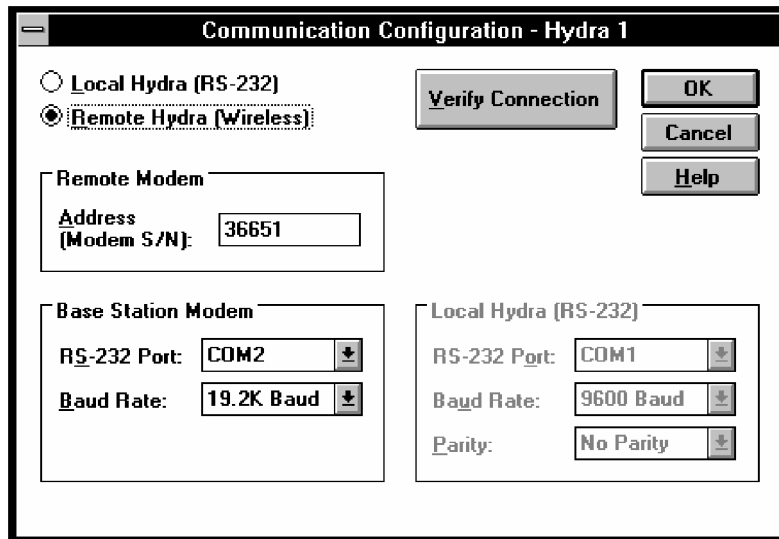 Communication Configuration - Hydra 1
Local Hydra (RS-232)
Remote Hydra (Wireless)
Verify Connection
OK
Cancel
Help
Remote Modem
Address
(Modem S/N):
36651
Base Station Modem
RS-232 Port:
COM2
Baud Rate:
19.2K Baud
Local Hydra (RS-232)
RS-232 Port:
COM1
Baud Rate:
9600 Baud
Parity:
No Parity